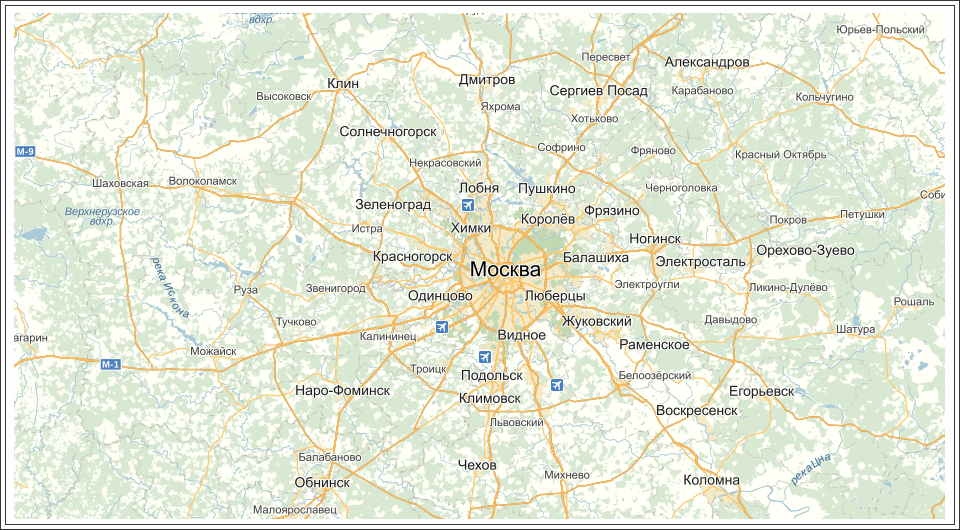 вдхр.
Юрьев-Польский
Пересвет
Александров
Клин
Дмитров
Сергиев Посад
Карабаново
Высоковск
Яхрома
Кольчугино
Хотьково
Солнечногорск
М-9
Софрино
Фряново
Красный Октябрь
Некрасовский
Шаховская
Волоколамск
Лобня
Пушкино
Черноголовка
Соби
Зеленоград
Верхнерузское
вдхр.
Фрязино
Петушки
Королёв
Покров
Истра
Химки
Ногинск
Орехово-Зуево
Красногорск
Балашиха
Электросталь
Москва
река Искона
Руза
Звенигород
Электроугли
Ликино-Дулёво
Одинцово
Люберцы
Рошаль
Тучково
Жуковский
Давыдово
Шатура
агарин
Калининец
Видное
Раменское
Можайск
М-1
Троицк
Подольск
Белоозёрский
Наро-Фоминск
Егорьевск
Климовск
Воскресенск
Львовский
Балабаново
Чехов
река Цна
Михнево
Коломна
Обнинск
Малоярославец